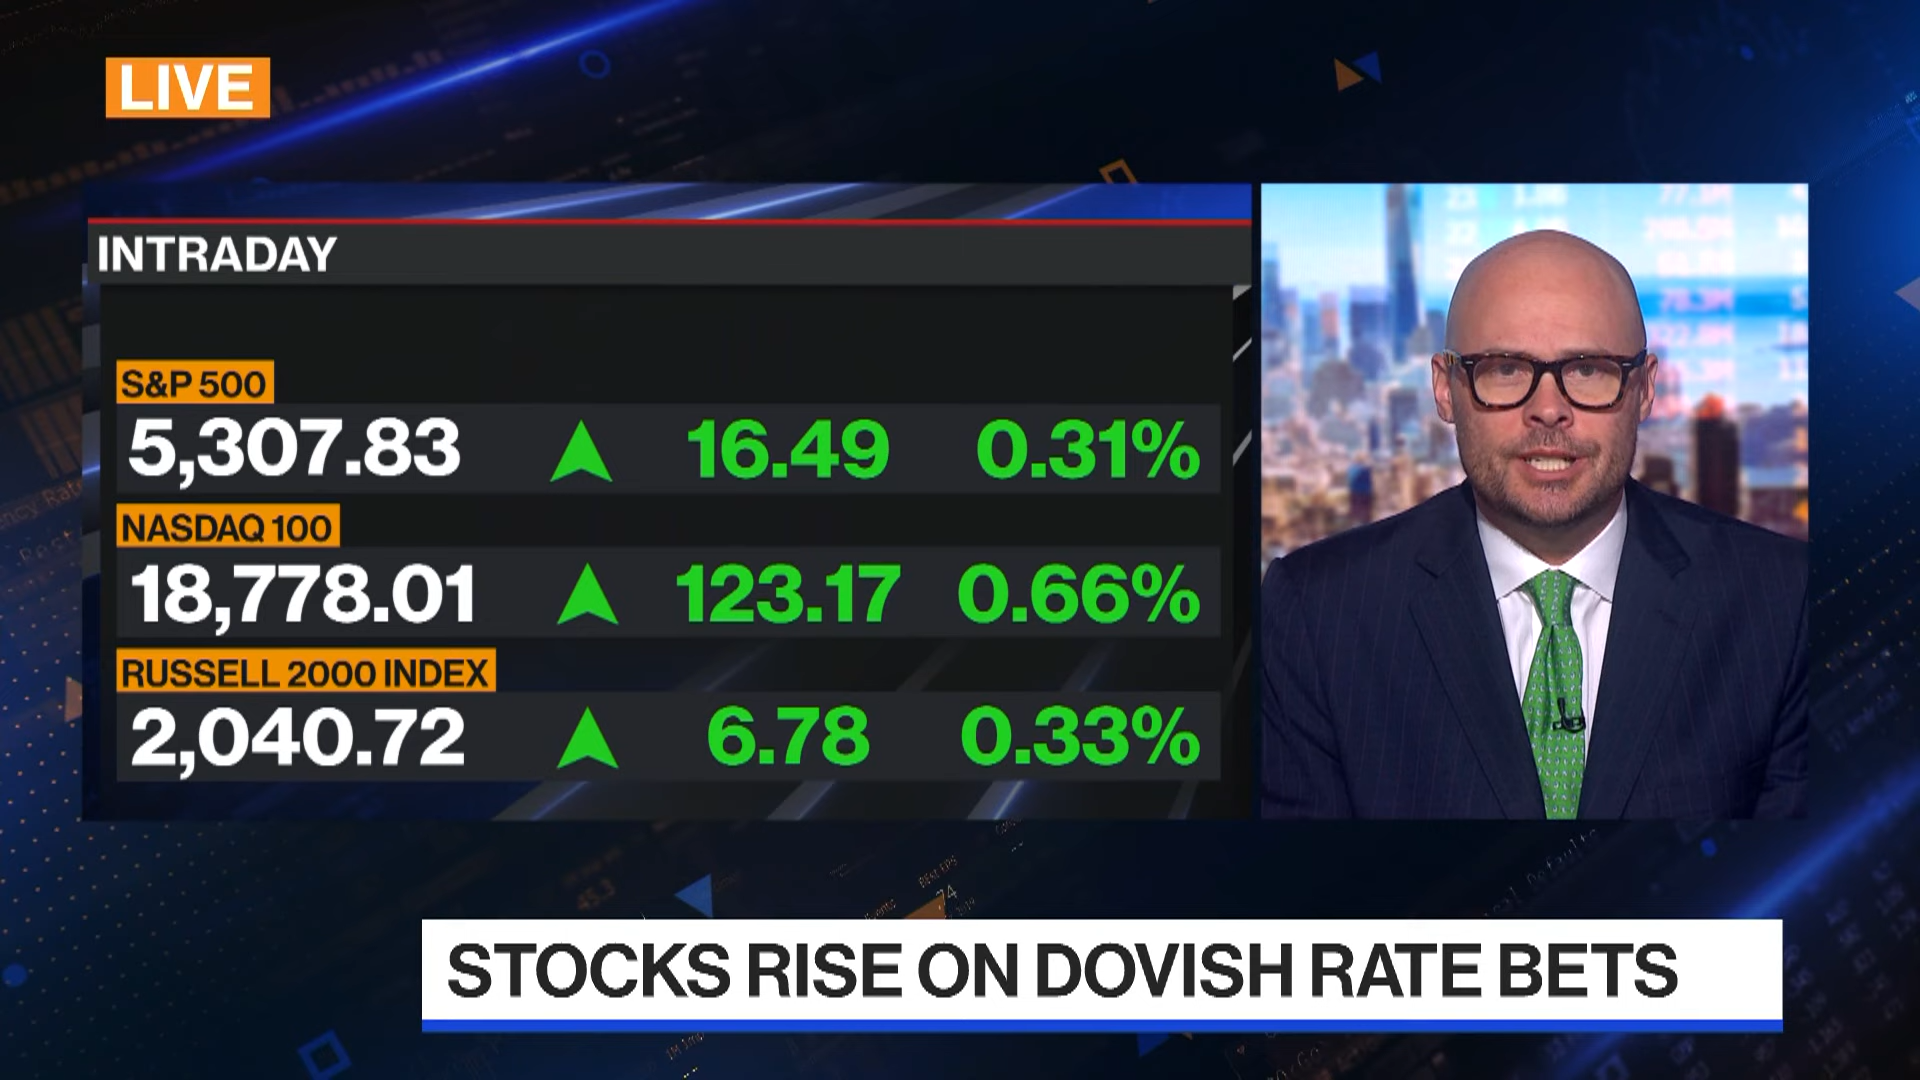 LIVE
INTRADAY
S&P 500
5,307.83 ▲ 16.49 0.31%
NASDAQ 100
18,778.01 ▲ 123.17 0.66%
RUSSELL 2000 INDEX
2,040.72 ▲ 6.78 0.33%
STOCKS RISE ON DOVISH RATE BETS